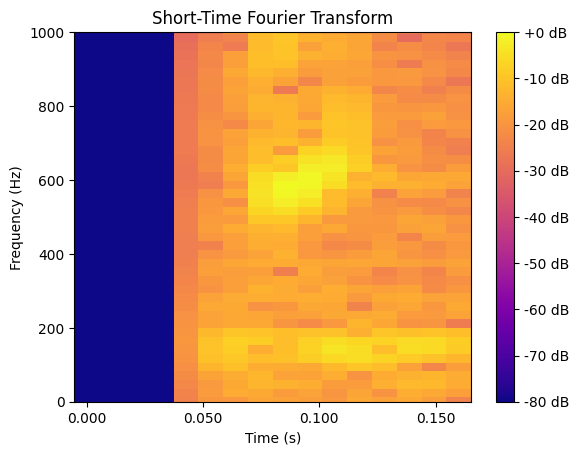 Short-Time Fourier Transform
1000
800
600
400
200
0
Frequency (Hz)
0.000
0.050
0.100
0.150
Time (s)
+0 dB
-10 dB
-20 dB
-30 dB
-40 dB
-50 dB
-60 dB
-70 dB
-80 dB